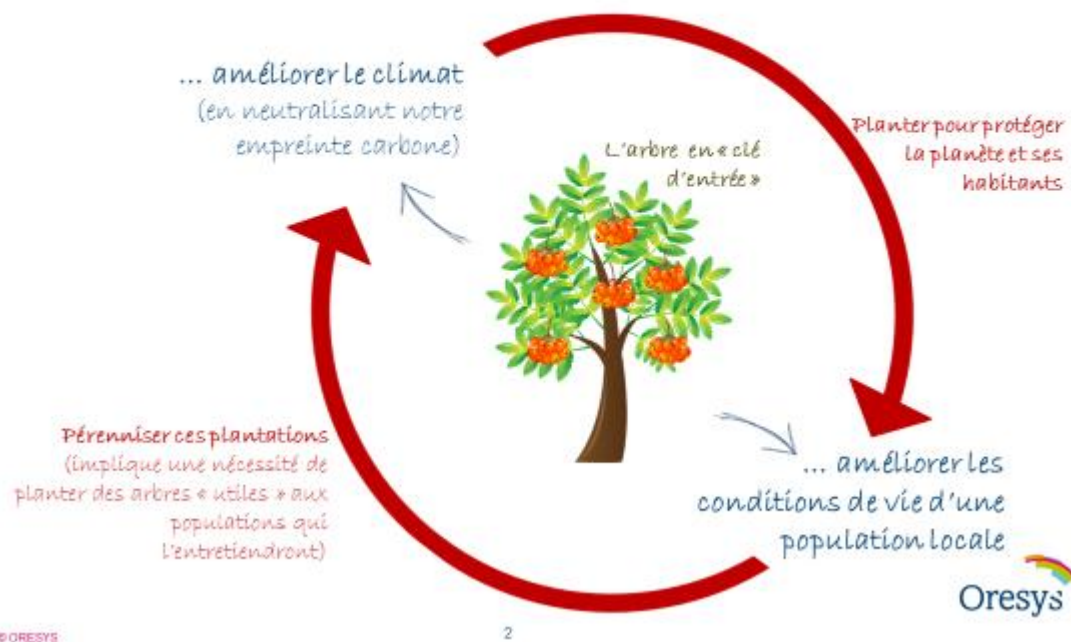 ... améliorer le climat
(en neutralisant notre
empreinte carbone)
L'arbre en « clé
d'entrée »
Planter pour protéger
la planète et ses
habitants
Pérenniser ces plantations
(implique une nécessité de
planter des arbres « utiles » aux
populations qui
l'entretiendront)
... améliorer les
conditions de vie d'une
population locale
Oresys
© ORESYS
2